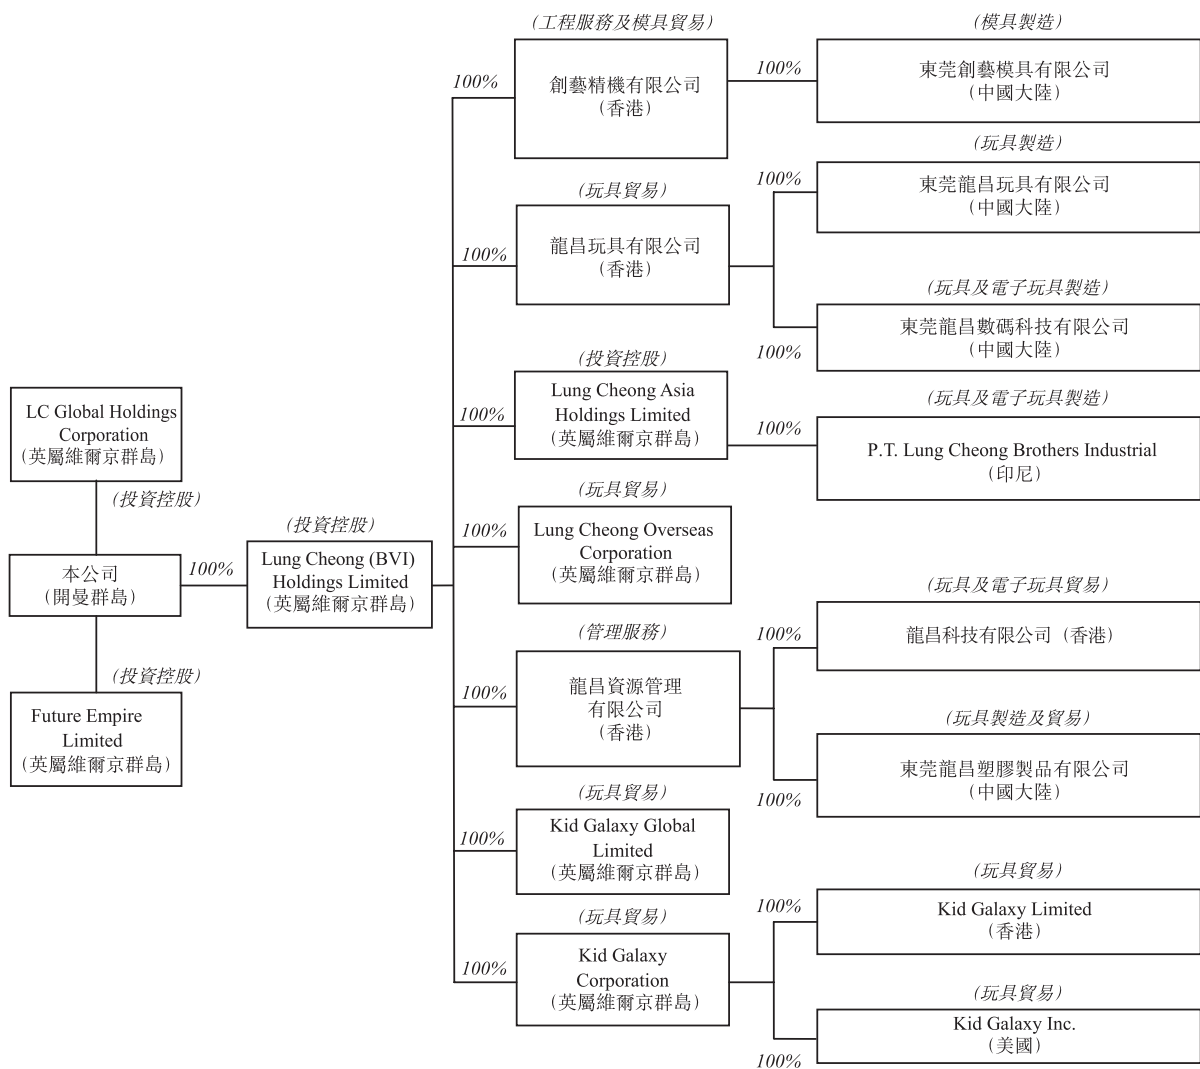 LC Global Holdings
Corporation
(英屬維爾京群島)
(投資控股)
本公司
(開曼群島)
(投資控股)
Future Empire
Limited
(英屬維爾京群島)
100%
(投資控股)
Lung Cheong (BVI)
Holdings Limited
(英屬維爾京群島)
100%
(工程服務及模具貿易)
創藝精機有限公司
(香港)
100%
(模具製造)
東莞創藝模具有限公司
(中國大陸)
100%
(玩具貿易)
龍昌玩具有限公司
(香港)
100%
(玩具製造)
東莞龍昌玩具有限公司
(中國大陸)
100%
(玩具及電子玩具製造)
東莞龍昌數碼科技有限公司
(中國大陸)
100%
(投資控股)
Lung Cheong Asia
Holdings Limited
(英屬維爾京群島)
100%
(玩具及電子玩具製造)
P.T. Lung Cheong Brothers Industrial
(印尼)
100%
(玩具貿易)
Lung Cheong Overseas
Corporation
(英屬維爾京群島)
100%
(管理服務)
龍昌資源管理
有限公司
(香港)
100%
(玩具及電子玩具貿易)
龍昌科技有限公司 (香港)
100%
(玩具製造及貿易)
東莞龍昌塑膠製品有限公司
(中國大陸)
100%
(玩具貿易)
Kid Galaxy Global
Limited
(英屬維爾京群島)
100%
(玩具貿易)
Kid Galaxy
Corporation
(英屬維爾京群島)
100%
(玩具貿易)
Kid Galaxy Limited
(香港)
100%
(玩具貿易)
Kid Galaxy Inc.
(美國)